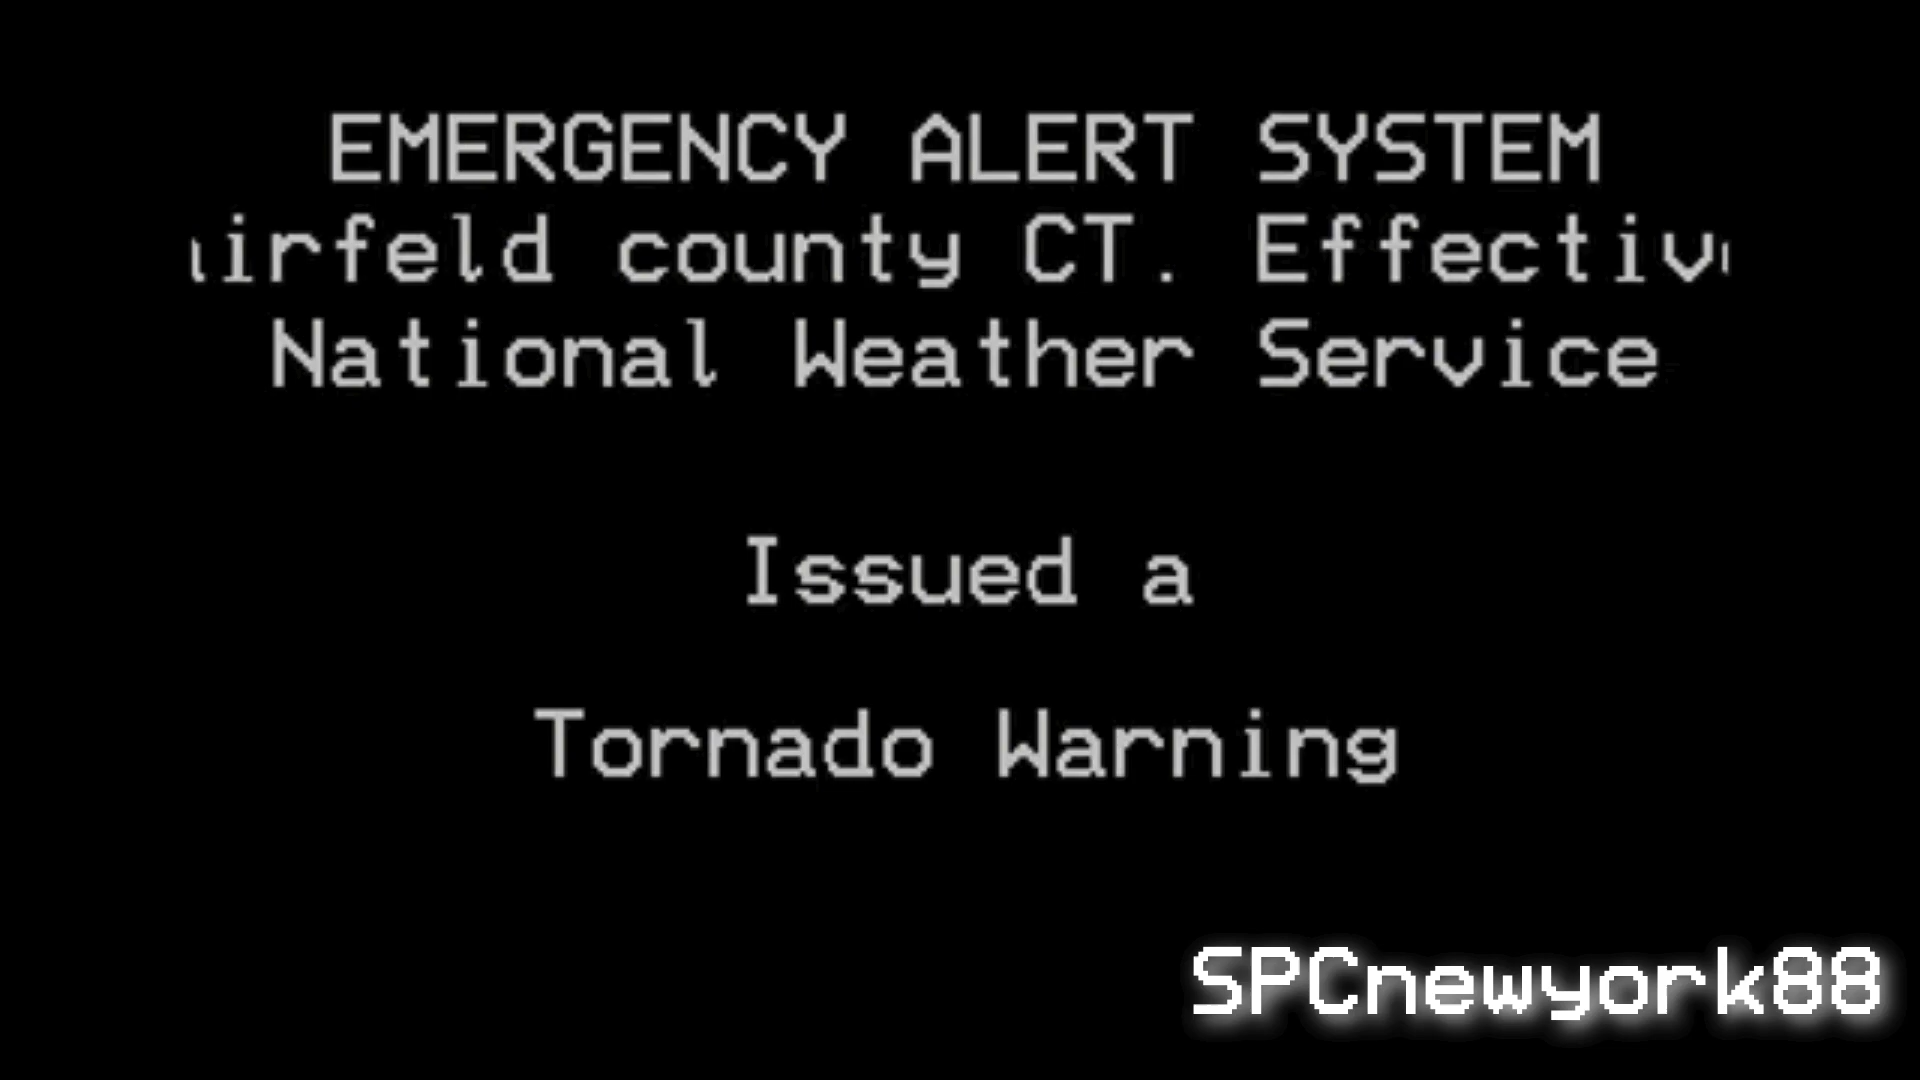 EMERGENCY ALERT SYSTEM
irfeld county CT. Effectiv
National Weather Service
Issued a
Tornado Warning
SPCnewyork88